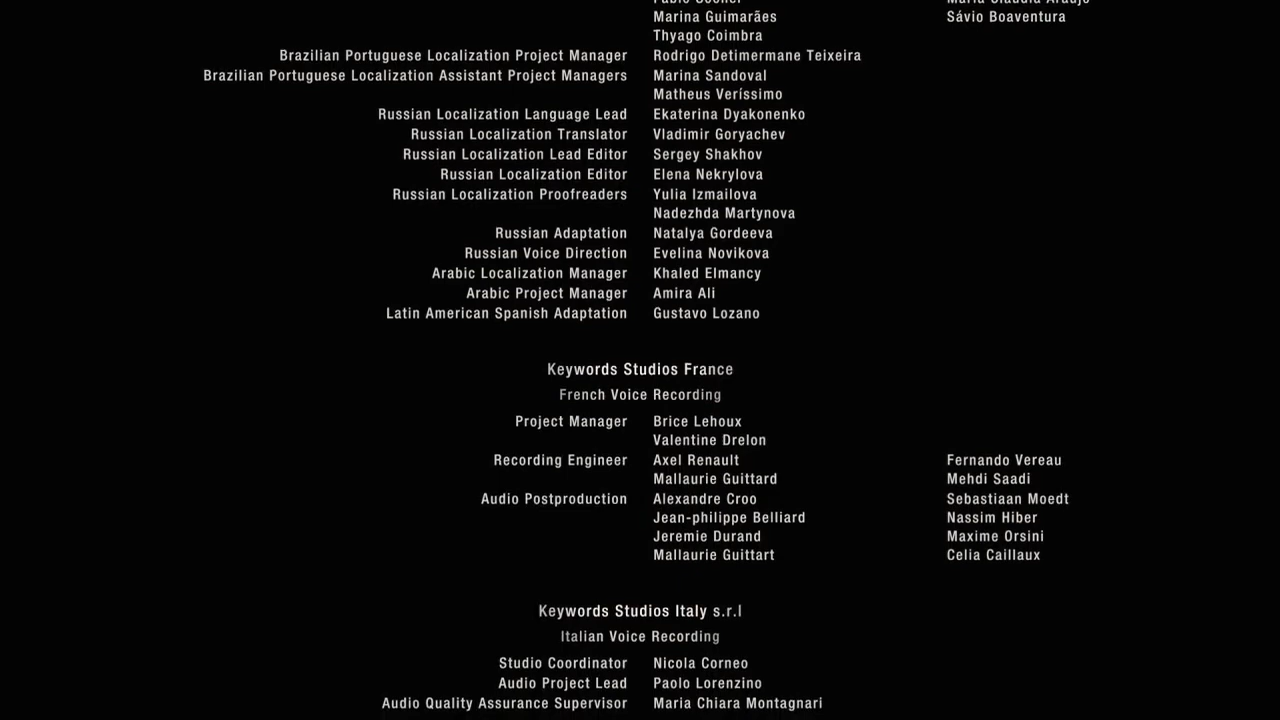 Marina Guimarães Sávio Boaventura
Thyago Coimbra
Brazilian Portuguese Localization Project Manager Rodrigo Detimermane Teixeira
Brazilian Portuguese Localization Assistant Project Managers Marina Sandoval
Matheus Veríssimo
Russian Localization Language Lead Ekaterina Dyakonenko
Russian Localization Translator Vladimir Goryachev
Russian Localization Lead Editor Sergey Shakhov
Russian Localization Editor Elena Nekrylova
Russian Localization Proofreaders Yulia Izmailova
Nadezhda Martynova
Russian Adaptation Natalya Gordeeva
Russian Voice Direction Evelina Novikova
Arabic Localization Manager Khaled Elmancy
Arabic Project Manager Amira Ali
Latin American Spanish Adaptation Gustavo Lozano
Keywords Studios France
French Voice Recording
Project Manager Brice Lehoux
Valentine Drelon
Recording Engineer Axel Renault Fernando Vereau
Mallaurie Guittard Mehdi Saadi
Audio Postproduction Alexandre Croo Sebastiaan Moedt
Jean-philippe Belliard Nassim Hiber
Jeremie Durand Maxime Orsini
Mallaurie Guittart Celia Caillaux
Keywords Studios Italy s.r.l
Italian Voice Recording
Studio Coordinator Nicola Corneo
Audio Project Lead Paolo Lorenzino
Audio Quality Assurance Supervisor Maria Chiara Montagnari